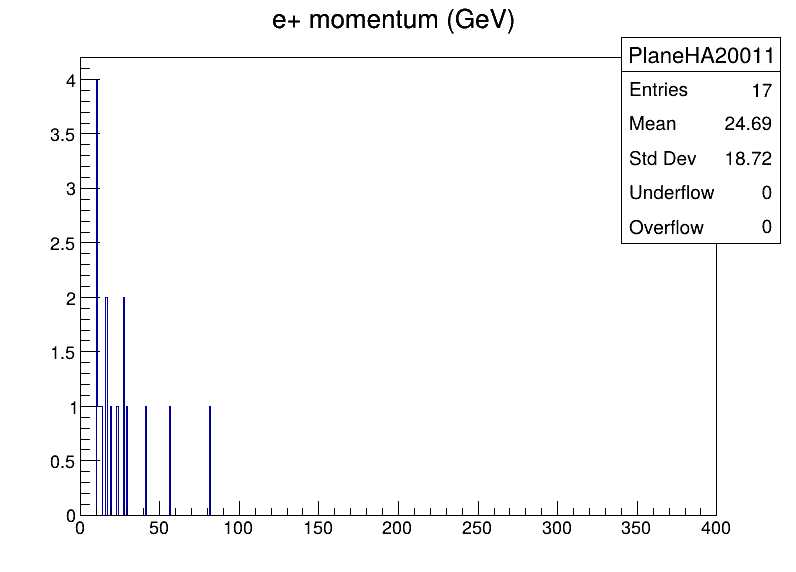 e+ momentum (GeV)
PlaneHA20011
Entries 17
Mean 24.69
Std Dev 18.72
Underflow 0
Overflow 0
4
3.5
3
2.5
2
1.5
1
0.5
0
0 50 100 150 200 250 300 350 400